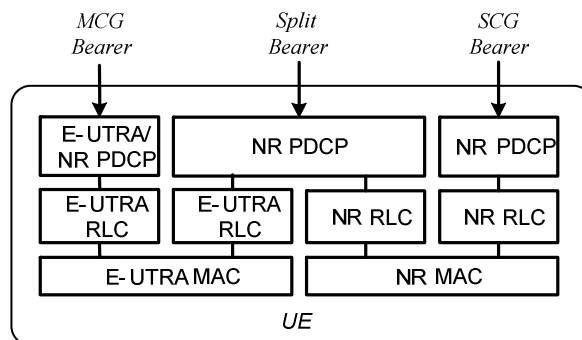 MCG
Bearer
Split
Bearer
SCG
Bearer
E-UTRA/
NR PDCP
NR PDCP
NR PDCP
E-UTRA
RLC
E-UTRA
RLC
NR RLC
NR RLC
E-UTRA MAC
NR MAC
UE